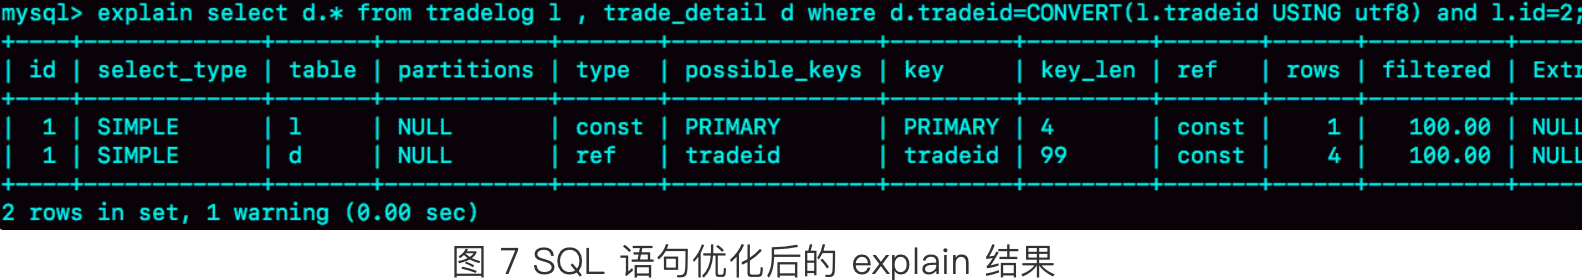 mysql> explain select d.* from tradelog l , trade_detail d where d.tradeid=CONVERT(l.tradeid USING utf8) and l.id=2;
+----+-------------+-------+------------+-------+---------------+---------+---------+-------+------+----------+-----
| id | select_type | table | partitions | type | possible_keys | key | key_len | ref | rows | filtered | Extr
+----+-------------+-------+------------+-------+---------------+---------+---------+-------+------+----------+-----
| 1 | SIMPLE | l | NULL | const | PRIMARY | PRIMARY | 4 | const | 1 | 100.00 | NULL
| 1 | SIMPLE | d | NULL | ref | tradeid | tradeid | 99 | const | 4 | 100.00 | NULL
+----+-------------+-------+------------+-------+---------------+---------+---------+-------+------+----------+-----
2 rows in set, 1 warning (0.00 sec)
图 7 SQL 语句优化后的 explain 结果